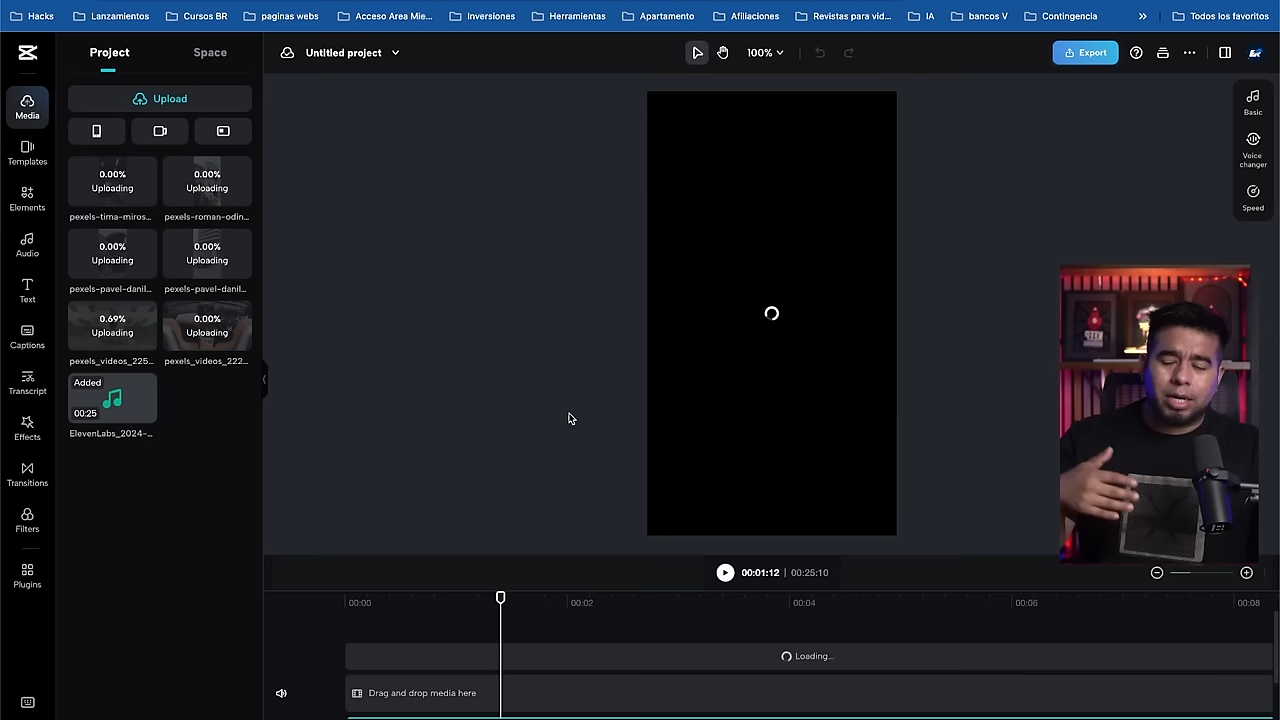 Hacks Lanzamientos Cursos BR paginas webs Acceso Area Mie... Inversiones Herramientas Apartamento Afiliaciones Revistas para vid... IA bancos V Contingencia » Todos los favoritos
Project Space Untitled project 100% Export
Media
Templates
Elements
Audio
Text
Captions
Transcript
Effects
Transitions
Filters
Plugins
Upload
0.00% 0.00%
Uploading Uploading
pexels-tima-miros... pexels-roman-odin...
0.00% 0.00%
Uploading Uploading
pexels-pavel-danil... pexels-pavel-danil...
0.69% 0.00%
Uploading Uploading
pexels_videos_225... pexels_videos_222...
Added
00:25
ElevenLabs_2024-...
Basic
Voice
changer
Speed
00:01:12 | 00:25:10
00:00 00:02 00:04 00:06 00:08
Loading...
Drag and drop media here